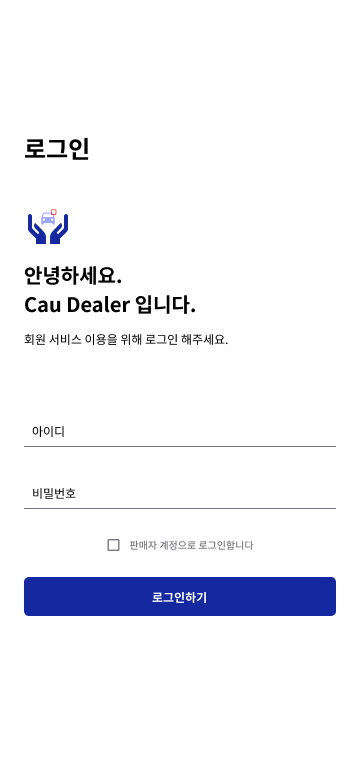 로그인
안녕하세요.
Cau Dealer 입니다.
회원 서비스 이용을 위해 로그인 해주세요.
아이디
비밀번호
판매자 계정으로 로그인합니다
로그인하기